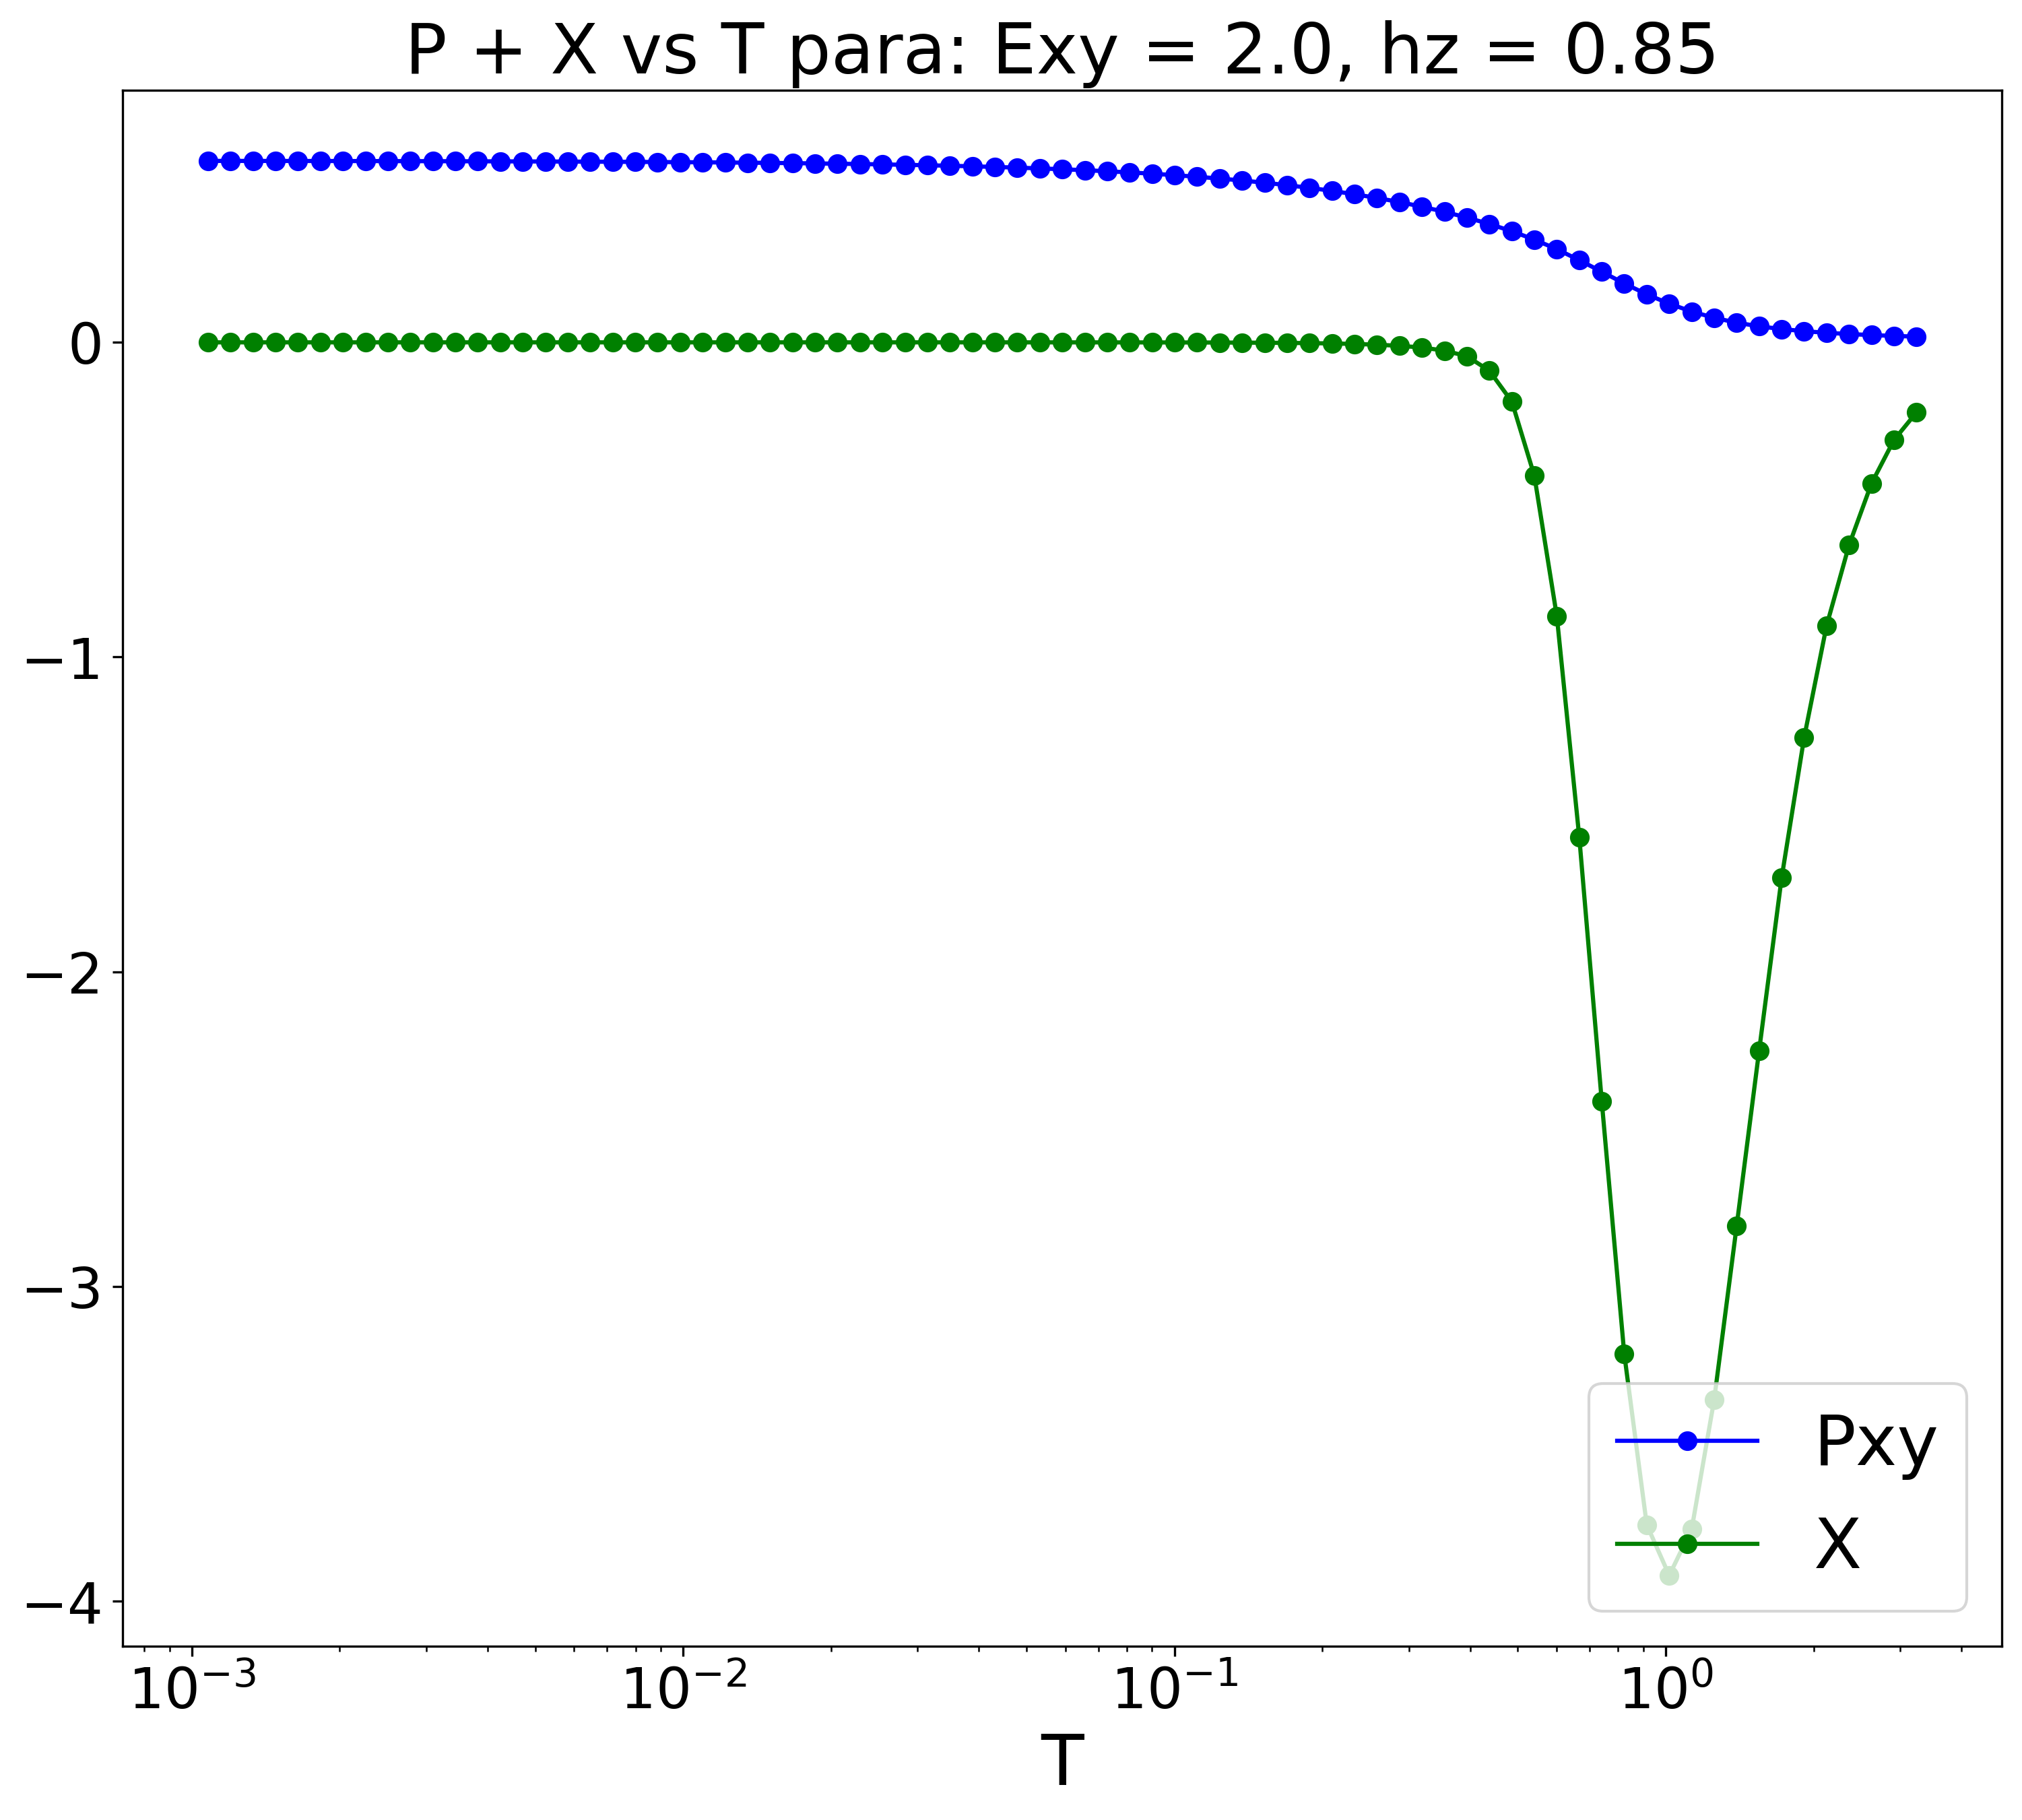 P + X vs T para: Exy = 2.0, hz = 0.85
0
−1
−2
−3
−4
Pxy
X
10⁻³ 10⁻² 10⁻¹ 10⁰
T